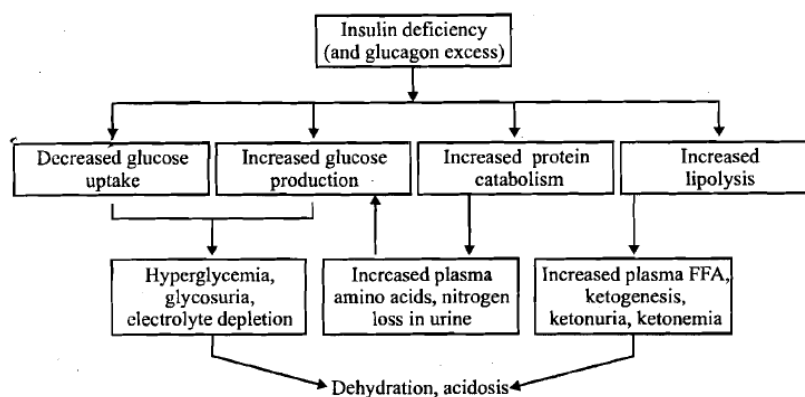 Insulin deficiency
(and glucagon excess)
Decreased glucose
uptake
Increased glucose
production
Increased protein
catabolism
Increased
lipolysis
Hyperglycemia,
glycosuria,
electrolyte depletion
Increased plasma
amino acids, nitrogen
loss in urine
Increased plasma FFA,
ketogenesis,
ketonuria, ketonemia
Dehydration, acidosis